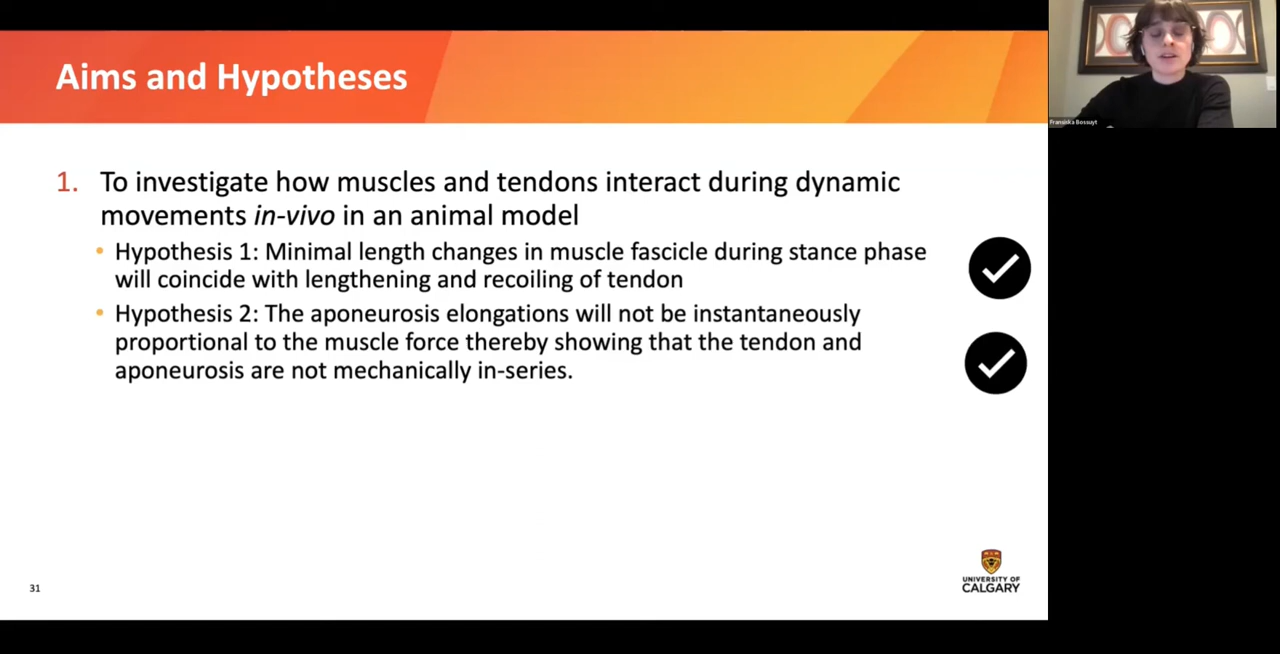 Aims and Hypotheses
Fransiska Bossuyt
1. To investigate how muscles and tendons interact during dynamic
movements in-vivo in an animal model
• Hypothesis 1: Minimal length changes in muscle fascicle during stance phase
will coincide with lengthening and recoiling of tendon
• Hypothesis 2: The aponeurosis elongations will not be instantaneously
proportional to the muscle force thereby showing that the tendon and
aponeurosis are not mechanically in-series.
31
UNIVERSITY OF
CALGARY